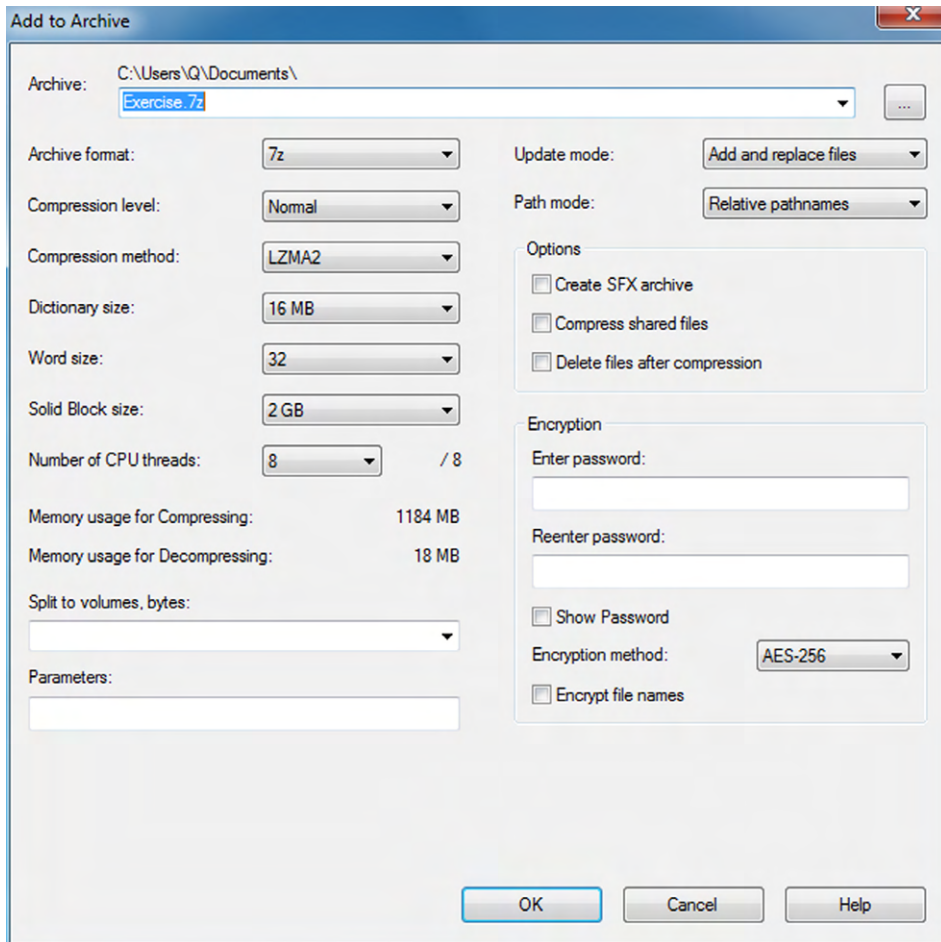 Add to Archive
C:\Users\Q\Documents\
Archive:
Exercise.7z
...
Archive format:
7z
Compression level:
Normal
Compression method:
LZMA2
Dictionary size:
16 MB
Word size:
32
Solid Block size:
2 GB
Number of CPU threads:
8
/ 8
Memory usage for Compressing:
1184 MB
Memory usage for Decompressing:
18 MB
Split to volumes, bytes:
Parameters:
Update mode:
Add and replace files
Path mode:
Relative pathnames
Options
Create SFX archive
Compress shared files
Delete files after compression
Encryption
Enter password:
Reenter password:
Show Password
Encryption method:
AES-256
Encrypt file names
OK
Cancel
Help